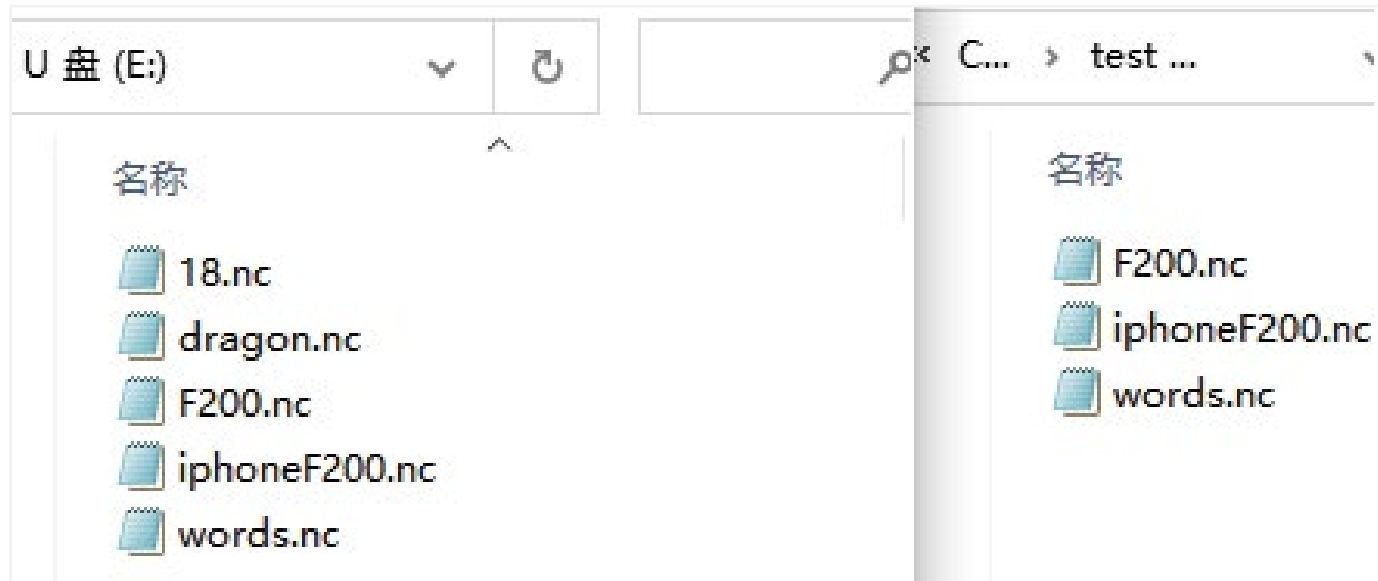 U 盘 (E:)
名称
18.nc
dragon.nc
F200.nc
iphoneF200.nc
words.nc
C... › test ...
名称
F200.nc
iphoneF200.nc
words.nc